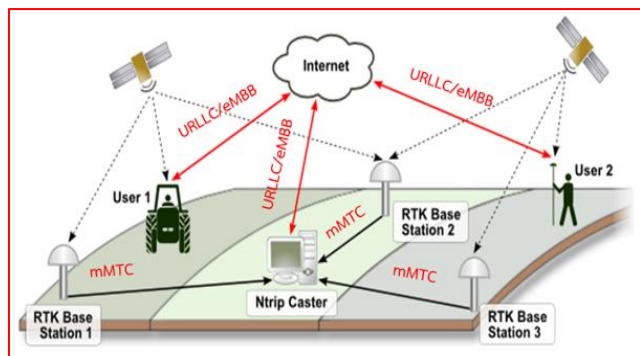 Internet
URLLC/eMBB
URLLC/eMBB
URLLC/eMBB
User 1
User 2
mMTC
RTK Base
Station 2
mMTC
mMTC
Ntrip Caster
RTK Base
Station 1
RTK Base
Station 3